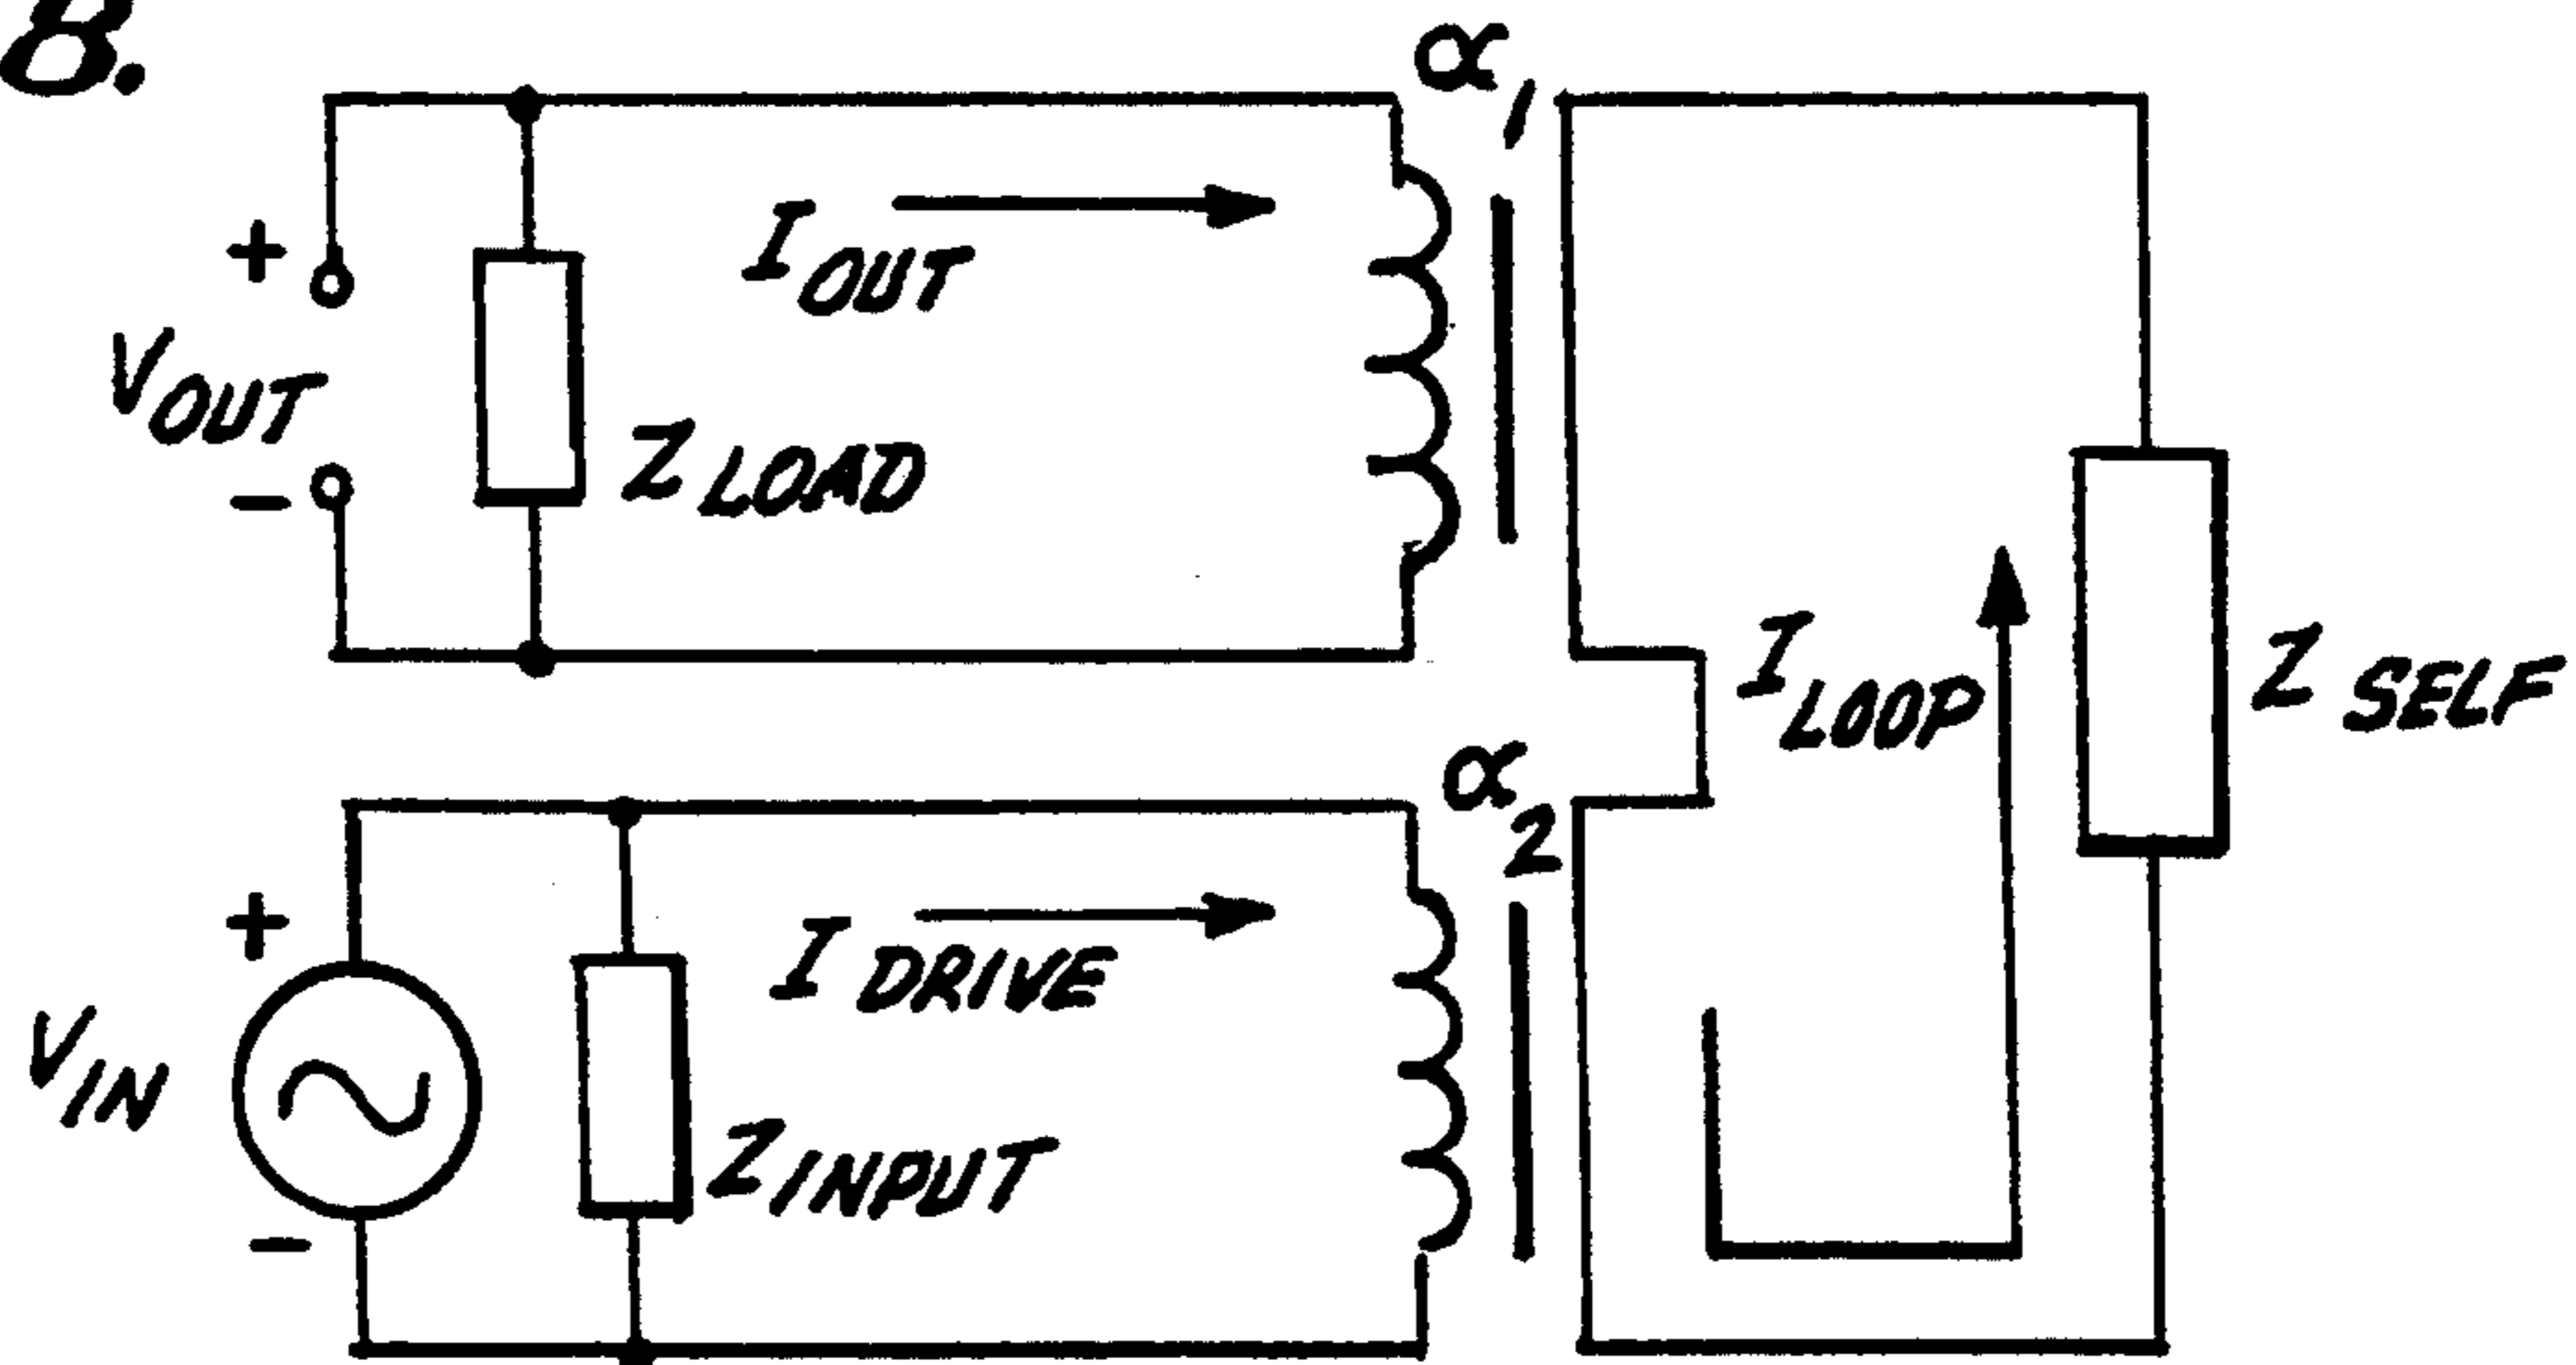 8.
α1
+
IOUT
VOUT
ZLOAD
-
ILOOP
ZSELF
α2
+
IDRIVE
VIN
ZINPUT
-